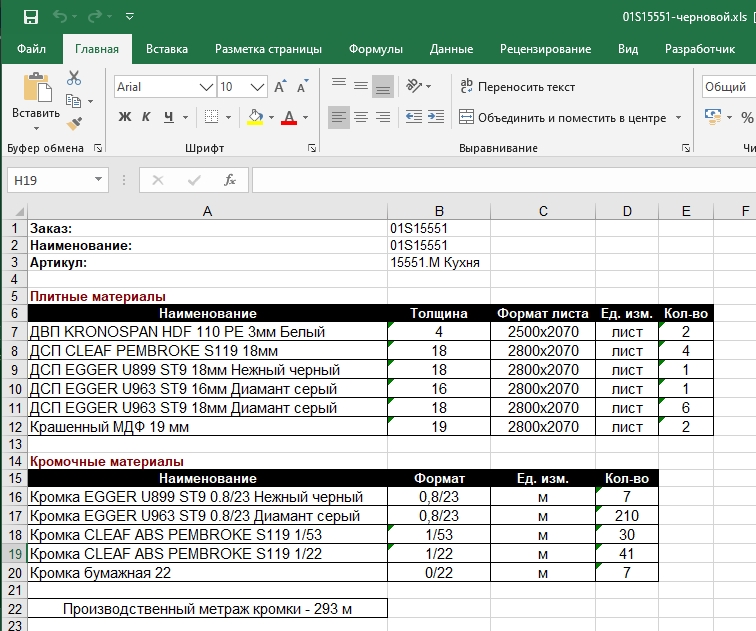 01S15551-черновой.xls
Файл Главная Вставка Разметка страницы Формулы Данные Рецензирование Вид Разработчик
Arial 10 Переносить текст Общий
Вставить Ж К Ч А Объединить и поместить в центре %
Буфер обмена Шрифт Выравнивание Чи
H19 fx
A B C D E F
1 Заказ: 01S15551
2 Наименование: 01S15551
3 Артикул: 15551.М Кухня
4
5 Плитные материалы
6 Наименование Толщина Формат листа Ед. изм. Кол-во
7 ДВП KRONOSPAN HDF 110 PE 3мм Белый 4 2500x2070 лист 2
8 ДСП CLEAF PEMBROKE S119 18мм 18 2800x2070 лист 4
9 ДСП EGGER U899 ST9 18мм Нежный черный 18 2800x2070 лист 1
10 ДСП EGGER U963 ST9 16мм Диамант серый 16 2800x2070 лист 1
11 ДСП EGGER U963 ST9 18мм Диамант серый 18 2800x2070 лист 6
12 Крашенный МДФ 19 мм 19 2800x2070 лист 2
13
14 Кромочные материалы
15 Наименование Формат Ед. изм. Кол-во
16 Кромка EGGER U899 ST9 0.8/23 Нежный черный 0,8/23 м 7
17 Кромка EGGER U963 ST9 0.8/23 Диамант серый 0,8/23 м 210
18 Кромка CLEAF ABS PEMBROKE S119 1/53 1/53 м 30
19 Кромка CLEAF ABS PEMBROKE S119 1/22 1/22 м 41
20 Кромка бумажная 22 0/22 м 7
21
22 Производственный метраж кромки - 293 м
23